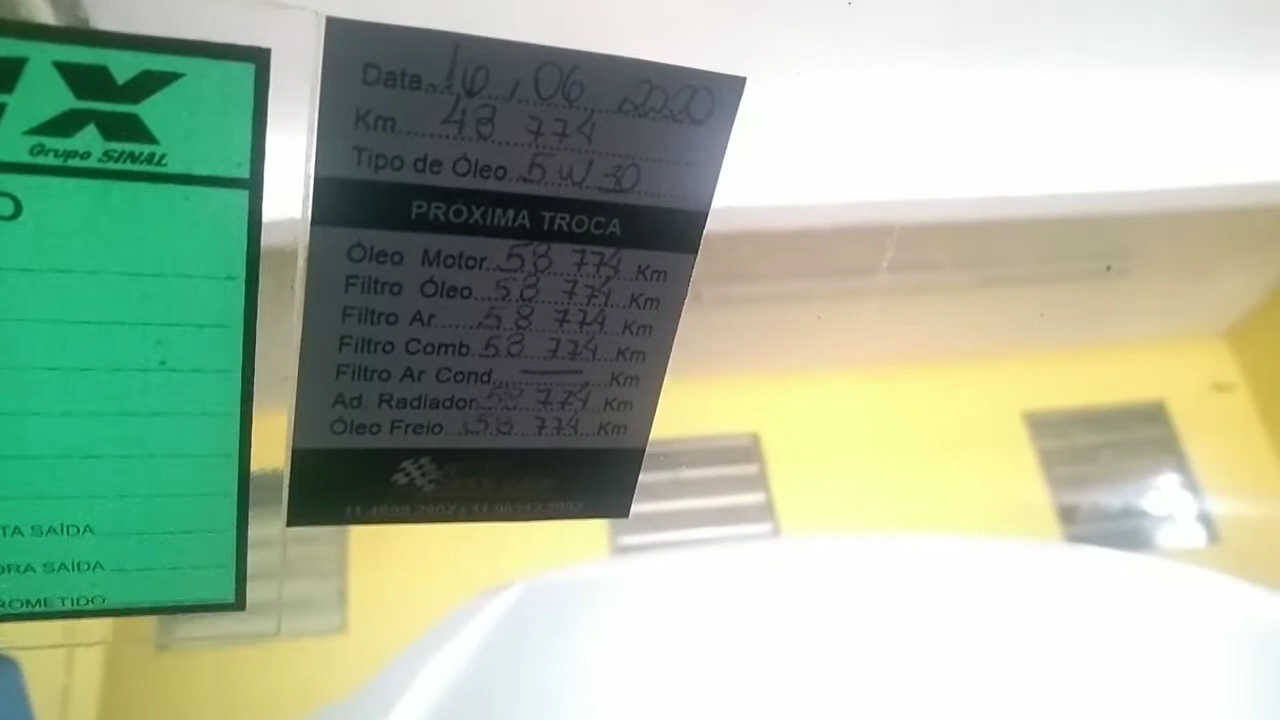 X
Grupo SINAL
O
TA SAÍDA
ORA SAÍDA
ROMETIDO
Data 16, 06 2220
Km 48 774
Tipo de Óleo 5W30
PRÓXIMA TROCA
Óleo Motor 58 774 Km
Filtro Óleo 58 774 Km
Filtro Ar 58 774 Km
Filtro Comb 58 774 Km
Filtro Ar Cond — Km
Ad. Radiador 58 774 Km
Óleo Freio 58 774 Km